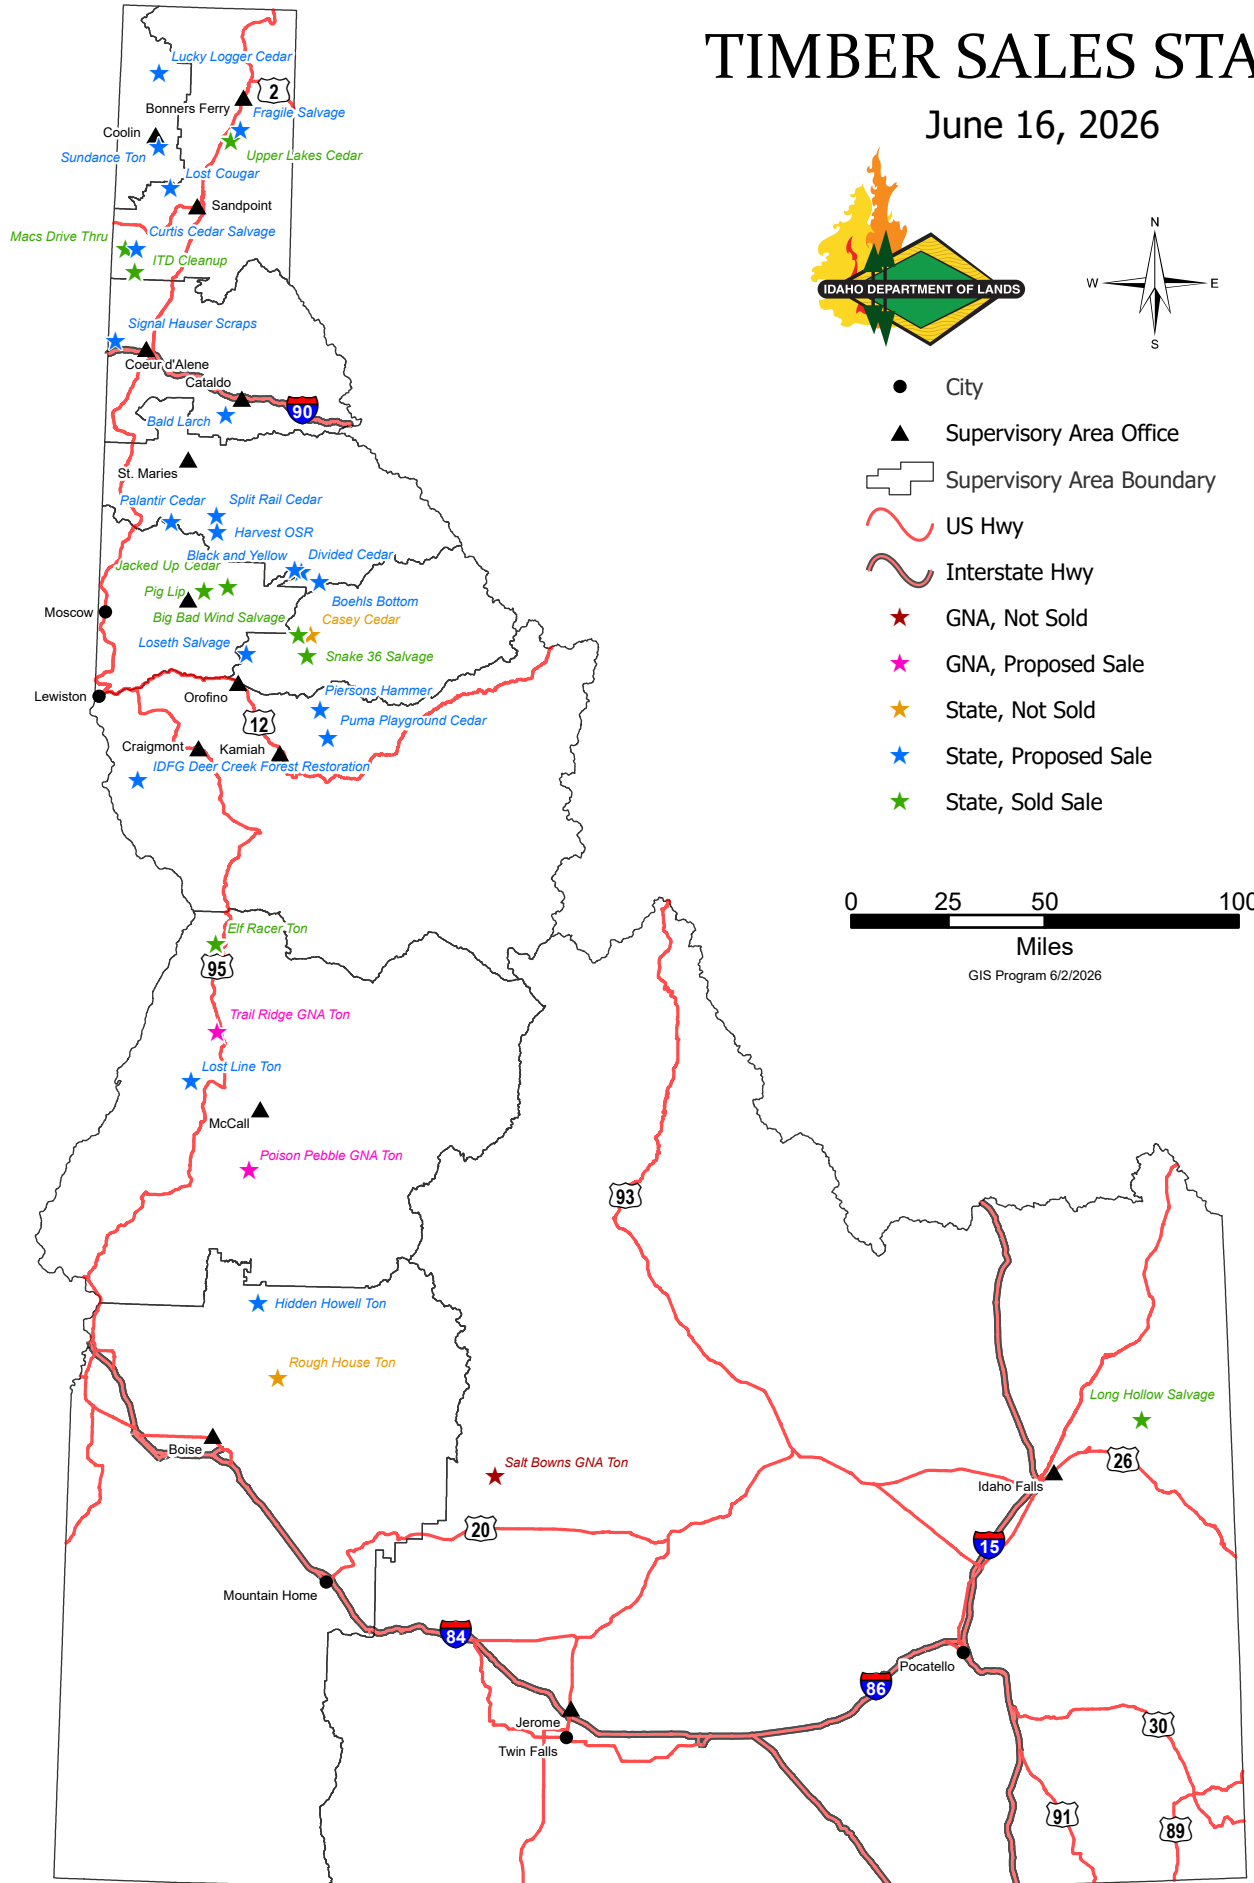 TIMBER SALES STA
June 16, 2026
IDAHO DEPARTMENT OF LANDS
N
W
E
S
City
Supervisory Area Office
Supervisory Area Boundary
US Hwy
Interstate Hwy
GNA, Not Sold
GNA, Proposed Sale
State, Not Sold
State, Proposed Sale
State, Sold Sale
0 25 50 100
Miles
GIS Program 6/2/2026
Lucky Logger Cedar
2
Bonners Ferry
Fragile Salvage
Coolin
Sundance Ton
Upper Lakes Cedar
Lost Cougar
Sandpoint
Macs Drive Thru
Curtis Cedar Salvage
ITD Cleanup
Signal Hauser Scraps
Coeur d'Alene
Cataldo
90
Bald Larch
St. Maries
Palantir Cedar
Split Rail Cedar
Harvest OSR
Black and Yellow
Divided Cedar
Jacked Up Cedar
Pig Lip
Boehls Bottom
Moscow
Big Bad Wind Salvage
Casey Cedar
Loseth Salvage
Snake 36 Salvage
Lewiston
Orofino
Piersons Hammer
12
Puma Playground Cedar
Craigmont
Kamiah
IDFG Deer Creek Forest Restoration
Elf Racer Ton
95
Trail Ridge GNA Ton
Lost Line Ton
McCall
Poison Pebble GNA Ton
93
Hidden Howell Ton
Rough House Ton
Long Hollow Salvage
Boise
Salt Bowns GNA Ton
26
Idaho Falls
20
15
Mountain Home
84
Pocatello
86
Jerome
Twin Falls
30
91
89